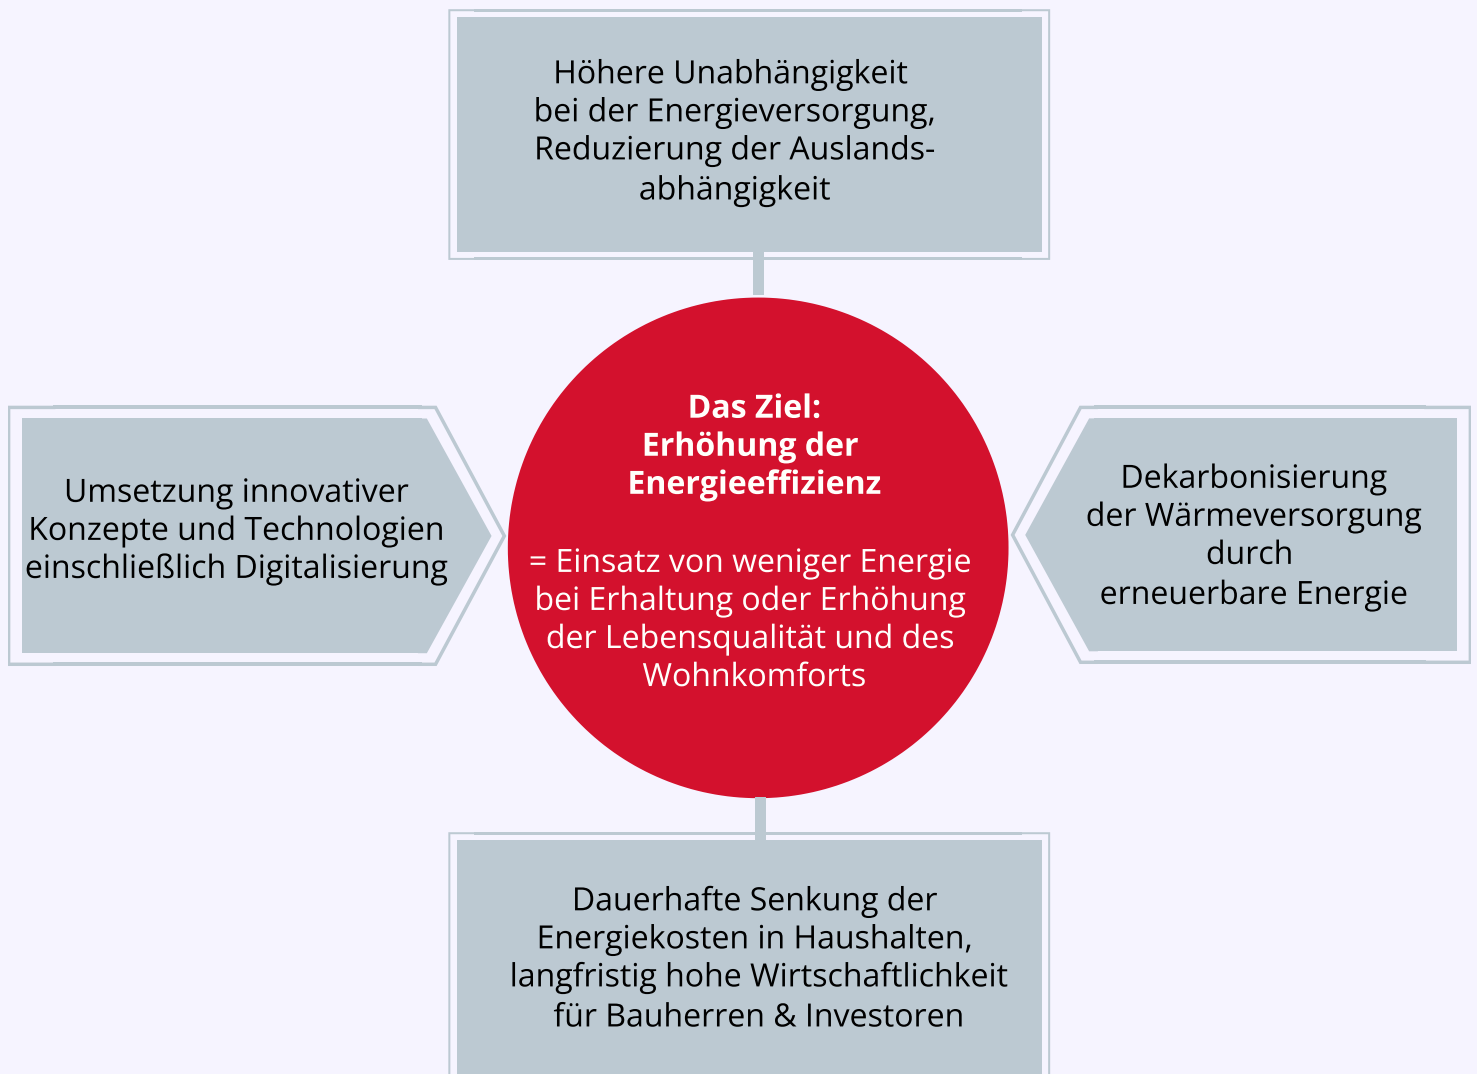 Höhere Unabhängigkeit
bei der Energieversorgung,
Reduzierung der Auslands-
abhängigkeit
Umsetzung innovativer
Konzepte und Technologien
einschließlich Digitalisierung
Das Ziel:
Erhöhung der
Energieeffizienz
= Einsatz von weniger Energie
bei Erhaltung oder Erhöhung
der Lebensqualität und des
Wohnkomforts
Dekarbonisierung
der Wärmeversorgung
durch
erneuerbare Energie
Dauerhafte Senkung der
Energiekosten in Haushalten,
langfristig hohe Wirtschaftlichkeit
für Bauherren & Investoren